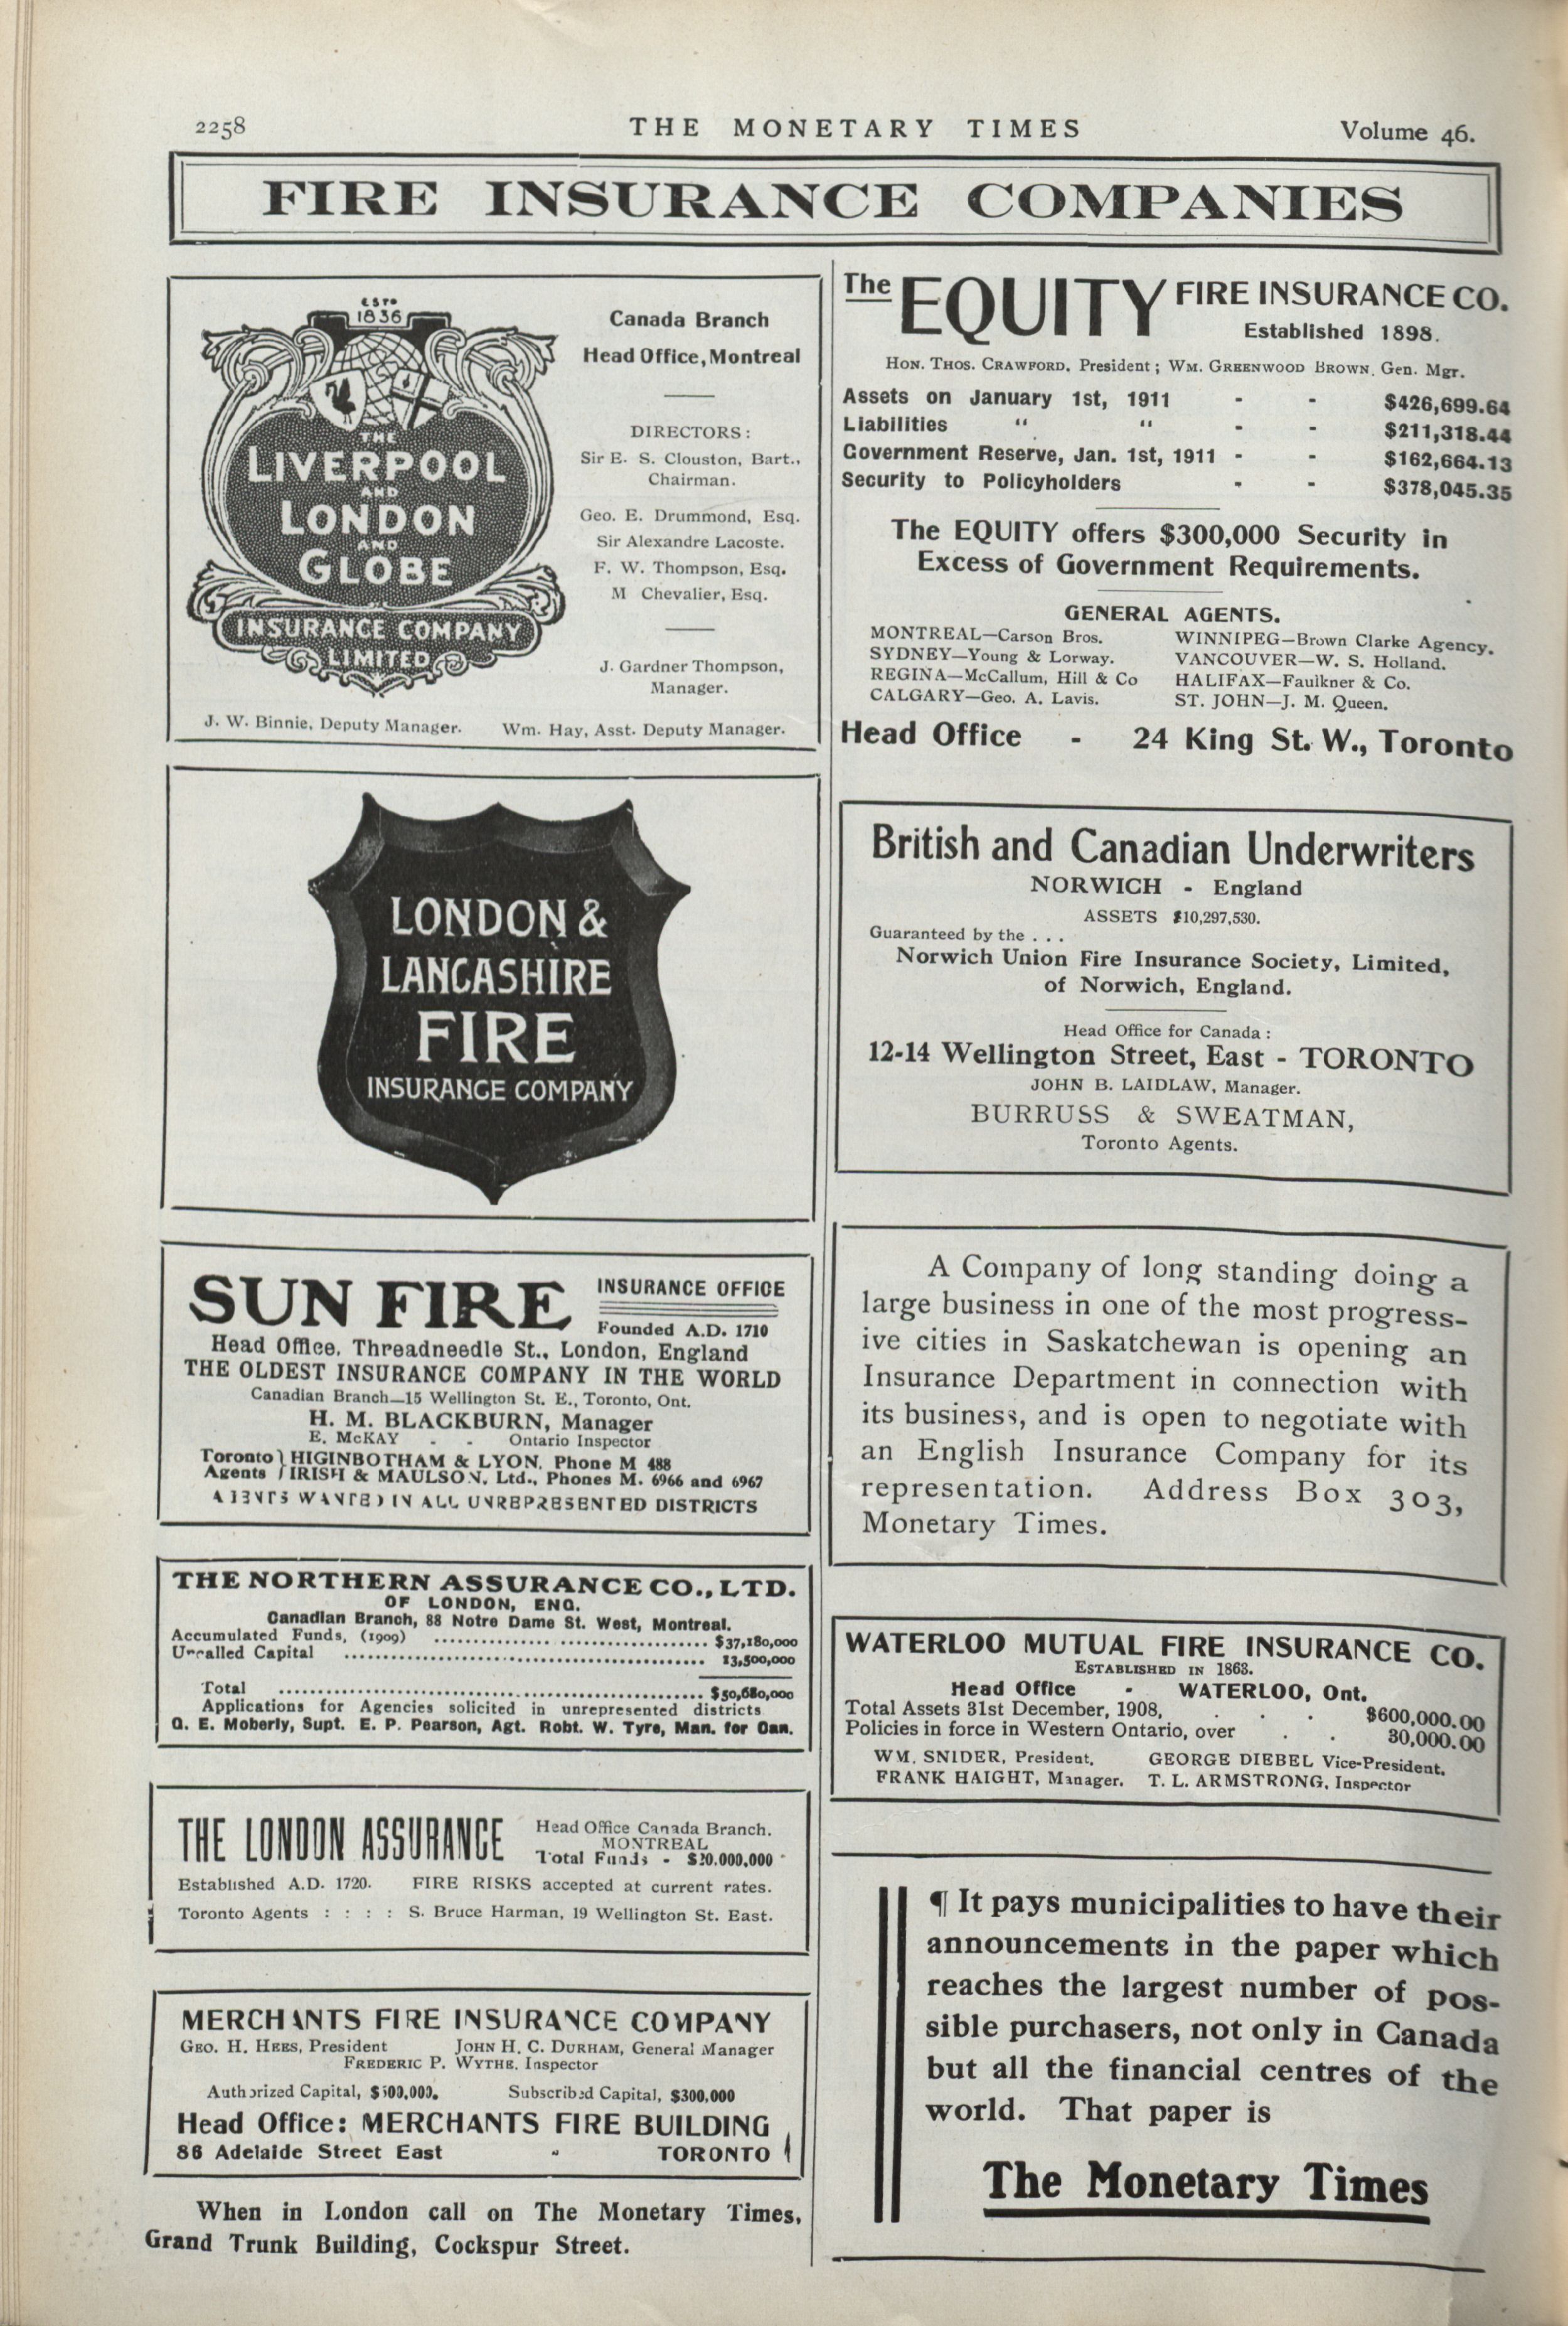 2258 THE MONETARY TIMES Volume 46.
FIRE INSURANCE COMPANIES
ESTD
1836
THE
LIVERPOOL
AND
LONDON
AND
GLOBE
INSURANCE COMPANY
LIMITED
Canada Branch
Head Office, Montreal
DIRECTORS:
Sir E. S. Clouston, Bart.,
Chairman.
Geo. E. Drummond, Esq.
Sir Alexandre Lacoste.
F. W. Thompson, Esq.
M Chevalier, Esq.
J. Gardner Thompson,
Manager.
J. W. Binnie, Deputy Manager. Wm. Hay, Asst. Deputy Manager.
LONDON &
LANCASHIRE
FIRE
INSURANCE COMPANY
SUN FIRE INSURANCE OFFICE
Founded A.D. 1710
Head Office, Threadneedle St., London, England
THE OLDEST INSURANCE COMPANY IN THE WORLD
Canadian Branch—15 Wellington St. E., Toronto, Ont.
H. M. BLACKBURN, Manager
E. McKAY - - Ontario Inspector
Toronto } HIGINBOTHAM & LYON, Phone M 488
Agents } IRISH & MAULSON, Ltd., Phones M. 6966 and 6967
AGENTS WANTED IN ALL UNREPRESENTED DISTRICTS
THE NORTHERN ASSURANCE CO., LTD.
OF LONDON, ENG.
Canadian Branch, 88 Notre Dame St. West, Montreal.
Accumulated Funds, (1909) ........ $37,180,000
Uncalled Capital ........ 13,500,000
Total ........ $50,680,000
Applications for Agencies solicited in unrepresented districts
G. E. Moberly, Supt. E. P. Pearson, Agt. Robt. W. Tyre, Man. for Can.
THE LONDON ASSURANCE Head Office Canada Branch.
MONTREAL
Total Funds - $20,000,000
Established A.D. 1720. FIRE RISKS accepted at current rates.
Toronto Agents : : : : S. Bruce Harman, 19 Wellington St. East.
MERCHANTS FIRE INSURANCE COMPANY
GEO. H. HEES, President JOHN H. C. DURHAM, General Manager
FREDERIC P. WYTHE, Inspector
Authorized Capital, $500,000. Subscribed Capital, $300,000
Head Office: MERCHANTS FIRE BUILDING
86 Adelaide Street East - TORONTO
When in London call on The Monetary Times,
Grand Trunk Building, Cockspur Street.
The EQUITY FIRE INSURANCE CO.
Established 1898.
HON. THOS. CRAWFORD, President; WM. GREENWOOD BROWN, Gen. Mgr.
Assets on January 1st, 1911 - - $426,699.64
Liabilities " " - - $211,318.44
Government Reserve, Jan. 1st, 1911 - - $162,664.13
Security to Policyholders - - $378,045.35
The EQUITY offers $300,000 Security in
Excess of Government Requirements.
GENERAL AGENTS.
MONTREAL—Carson Bros. WINNIPEG—Brown Clarke Agency.
SYDNEY—Young & Lorway. VANCOUVER—W. S. Holland.
REGINA—McCallum, Hill & Co HALIFAX—Faulkner & Co.
CALGARY—Geo. A. Lavis. ST. JOHN—J. M. Queen.
Head Office - 24 King St. W., Toronto
British and Canadian Underwriters
NORWICH - England
ASSETS $10,297,530.
Guaranteed by the . . .
Norwich Union Fire Insurance Society, Limited,
of Norwich, England.
Head Office for Canada:
12-14 Wellington Street, East - TORONTO
JOHN B. LAIDLAW, Manager.
BURRUSS & SWEATMAN,
Toronto Agents.
A Company of long standing doing a
large business in one of the most progress-
ive cities in Saskatchewan is opening an
Insurance Department in connection with
its business, and is open to negotiate with
an English Insurance Company for its
representation. Address Box 303,
Monetary Times.
WATERLOO MUTUAL FIRE INSURANCE CO.
ESTABLISHED IN 1863.
Head Office - WATERLOO, Ont.
Total Assets 31st December, 1908, . . . $600,000.00
Policies in force in Western Ontario, over . . 30,000.00
WM. SNIDER, President, GEORGE DIEBEL Vice-President.
FRANK HAIGHT, Manager. T. L. ARMSTRONG, Inspector
¶ It pays municipalities to have their
announcements in the paper which
reaches the largest number of pos-
sible purchasers, not only in Canada
but all the financial centres of the
world. That paper is
The Monetary Times